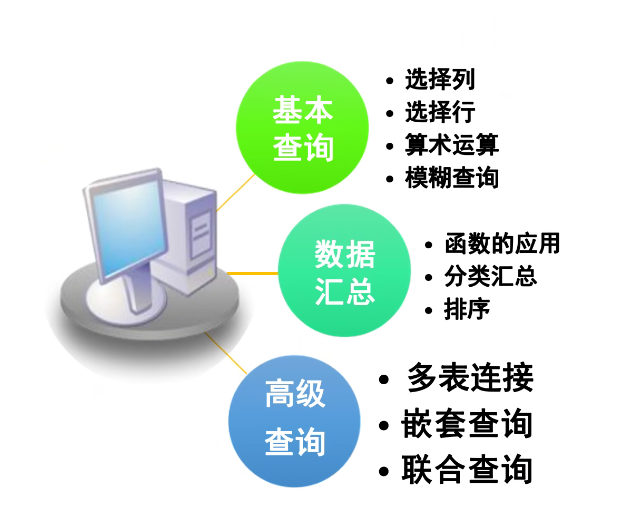 基本
查询
• 选择列
• 选择行
• 算术运算
• 模糊查询
数据
汇总
• 函数的应用
• 分类汇总
• 排序
高级
查询
• 多表连接
• 嵌套查询
• 联合查询